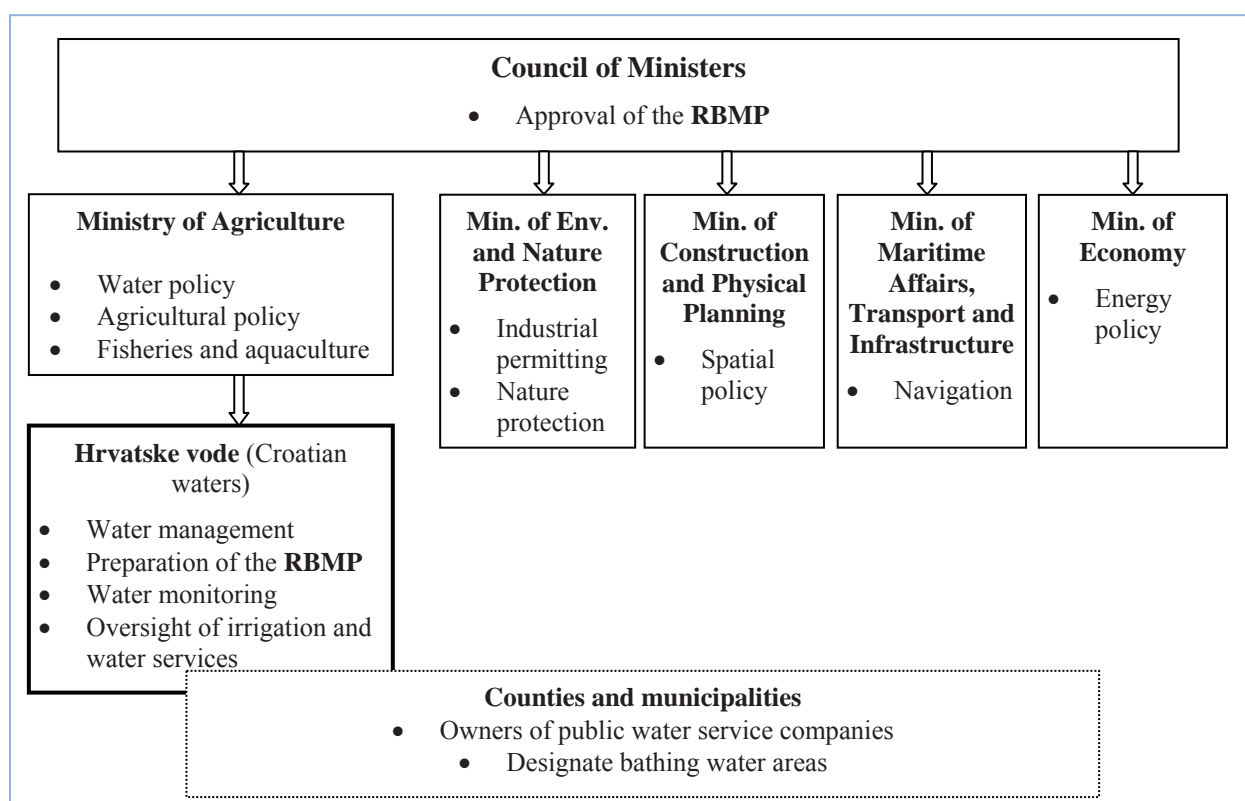 Council of Ministers
• Approval of the RBMP
Ministry of Agriculture
• Water policy
• Agricultural policy
• Fisheries and aquaculture
Min. of Env.
and Nature
Protection
• Industrial
permitting
• Nature
protection
Min. of
Construction
and Physical
Planning
• Spatial
policy
Min. of
Maritime
Affairs,
Transport and
Infrastructure
• Navigation
Min. of
Economy
• Energy
policy
Hrvatske vode (Croatian
waters)
• Water management
• Preparation of the RBMP
• Water monitoring
• Oversight of irrigation and
water services
Counties and municipalities
• Owners of public water service companies
• Designate bathing water areas